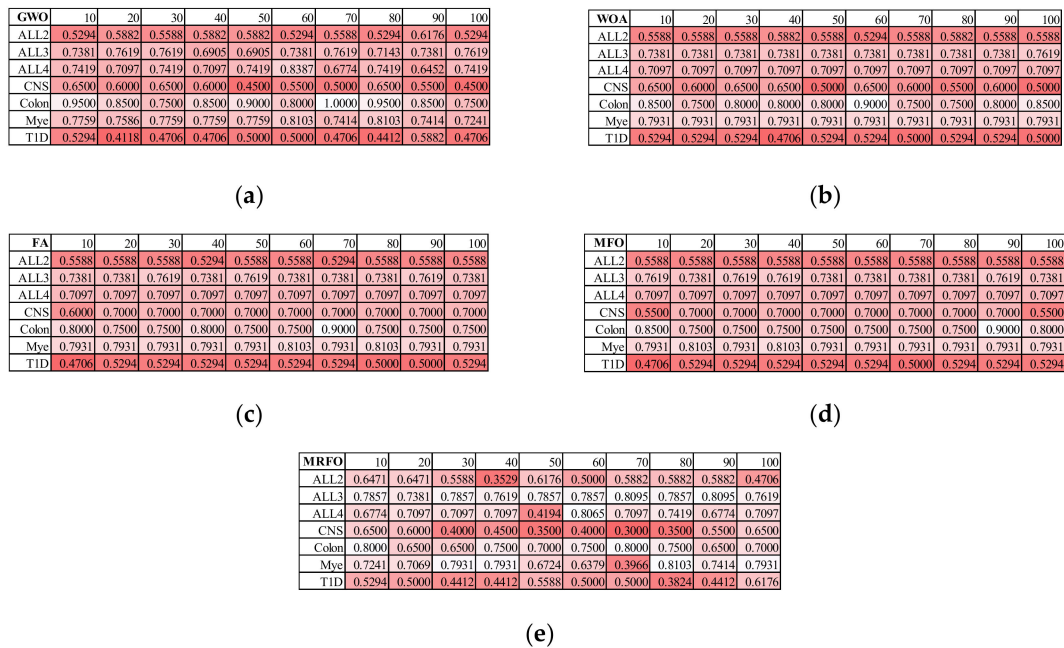 GWO 10 20 30 40 50 60 70 80 90 100
ALL2 0.5294 0.5882 0.5588 0.5882 0.5882 0.5294 0.5588 0.5294 0.6176 0.5294
ALL3 0.7381 0.7619 0.7619 0.6905 0.6905 0.7381 0.7619 0.7143 0.7381 0.7619
ALL4 0.7419 0.7097 0.7419 0.7097 0.7419 0.8387 0.6774 0.7419 0.6452 0.7419
CNS 0.6500 0.6000 0.6500 0.6000 0.4500 0.5500 0.5000 0.6500 0.5500 0.4500
Colon 0.9500 0.8500 0.7500 0.8500 0.9000 0.8000 1.0000 0.9500 0.8500 0.7500
Mye 0.7759 0.7586 0.7759 0.7759 0.7759 0.8103 0.7414 0.8103 0.7414 0.7241
T1D 0.5294 0.4118 0.4706 0.4706 0.5000 0.5000 0.4706 0.4412 0.5882 0.4706
(a)
WOA 10 20 30 40 50 60 70 80 90 100
ALL2 0.5588 0.5588 0.5588 0.5882 0.5588 0.5294 0.5588 0.5882 0.5588 0.5588
ALL3 0.7381 0.7381 0.7381 0.7381 0.7381 0.7381 0.7381 0.7381 0.7381 0.7619
ALL4 0.7097 0.7097 0.7097 0.7097 0.7097 0.7097 0.7097 0.7097 0.7097 0.7097
CNS 0.6500 0.6000 0.6500 0.6500 0.5000 0.6500 0.6000 0.5500 0.6000 0.5000
Colon 0.8500 0.7500 0.8000 0.8000 0.8000 0.9000 0.7500 0.7500 0.8000 0.8500
Mye 0.7931 0.7931 0.7931 0.7931 0.7931 0.7931 0.7931 0.7931 0.7931 0.7931
T1D 0.5294 0.5294 0.5294 0.4706 0.5294 0.5294 0.5000 0.5294 0.5294 0.5000
(b)
FA 10 20 30 40 50 60 70 80 90 100
ALL2 0.5588 0.5588 0.5588 0.5294 0.5588 0.5588 0.5294 0.5588 0.5588 0.5588
ALL3 0.7381 0.7381 0.7619 0.7381 0.7619 0.7381 0.7381 0.7381 0.7619 0.7381
ALL4 0.7097 0.7097 0.7097 0.7097 0.7097 0.7097 0.7097 0.7097 0.7097 0.7097
CNS 0.6000 0.7000 0.7000 0.7000 0.7000 0.7000 0.7000 0.7000 0.7000 0.7000
Colon 0.8000 0.7500 0.7500 0.8000 0.7500 0.7500 0.9000 0.7500 0.7500 0.7500
Mye 0.7931 0.7931 0.7931 0.7931 0.7931 0.8103 0.7931 0.8103 0.7931 0.7931
T1D 0.4706 0.5294 0.5294 0.5294 0.5294 0.5294 0.5294 0.5000 0.5000 0.5294
(c)
MFO 10 20 30 40 50 60 70 80 90 100
ALL2 0.5588 0.5588 0.5588 0.5588 0.5588 0.5588 0.5588 0.5588 0.5588 0.5588
ALL3 0.7619 0.7381 0.7619 0.7619 0.7381 0.7381 0.7381 0.7381 0.7619 0.7381
ALL4 0.7097 0.7097 0.7097 0.7097 0.7097 0.7097 0.7097 0.7097 0.7097 0.7097
CNS 0.5500 0.7000 0.7000 0.7000 0.7000 0.7000 0.7000 0.7000 0.7000 0.5500
Colon 0.8500 0.7500 0.7500 0.7500 0.7500 0.7500 0.7500 0.7500 0.9000 0.8000
Mye 0.7931 0.8103 0.7931 0.8103 0.7931 0.7931 0.7931 0.7931 0.7931 0.7931
T1D 0.4706 0.5294 0.5294 0.5294 0.5294 0.5294 0.5000 0.5294 0.5294 0.5294
(d)
MRFO 10 20 30 40 50 60 70 80 90 100
ALL2 0.6471 0.6471 0.5588 0.3529 0.6176 0.5000 0.5882 0.5882 0.5882 0.4706
ALL3 0.7857 0.7381 0.7857 0.7619 0.7857 0.7857 0.8095 0.7857 0.8095 0.7619
ALL4 0.6774 0.7097 0.7097 0.7097 0.4194 0.8065 0.7097 0.7419 0.6774 0.7097
CNS 0.6500 0.6000 0.4000 0.4500 0.3500 0.4000 0.3000 0.3500 0.5500 0.6500
Colon 0.8000 0.6500 0.6500 0.7500 0.7000 0.7500 0.8000 0.7500 0.6500 0.7000
Mye 0.7241 0.7069 0.7931 0.7931 0.6724 0.6379 0.3966 0.8103 0.7414 0.7931
T1D 0.5294 0.5000 0.4412 0.4412 0.5588 0.5000 0.5000 0.3824 0.4412 0.6176
(e)